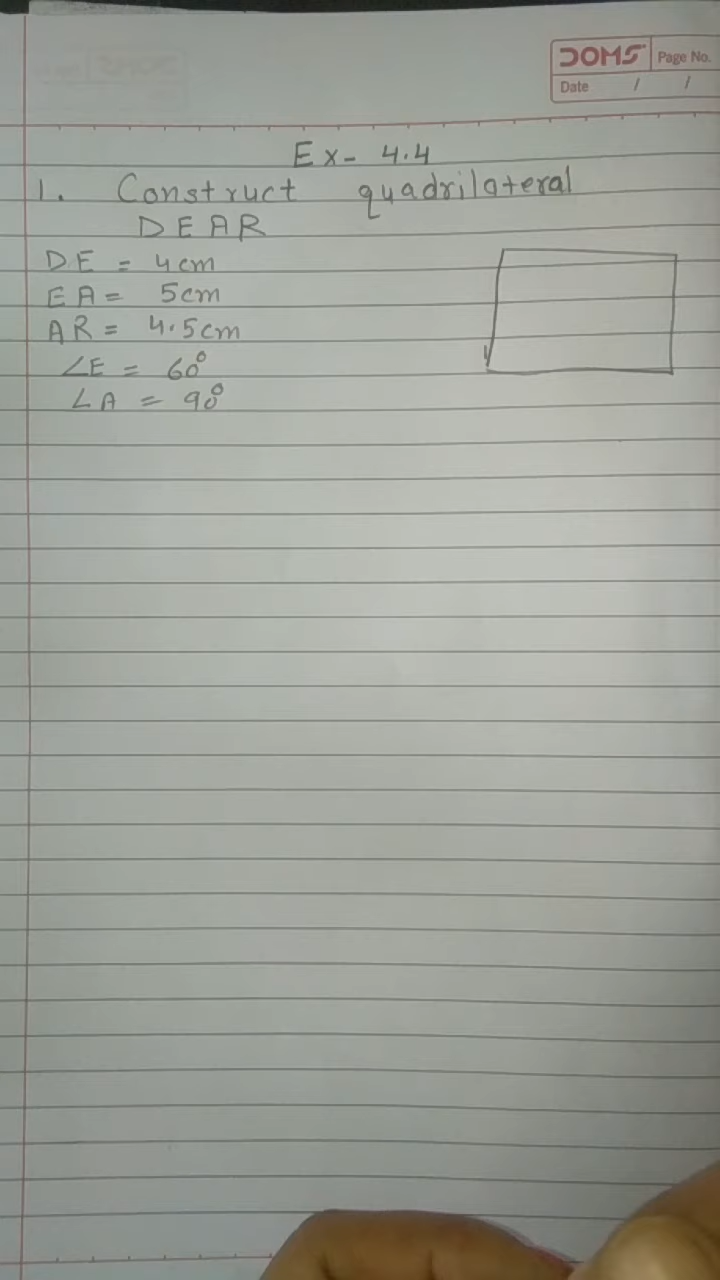 DOMS Page No.
Date / /
Ex- 4.4
1. Construct quadrilateral
DEAR
DE = 4cm
EA = 5cm
AR = 4.5cm
∠E = 60°
∠A = 90°